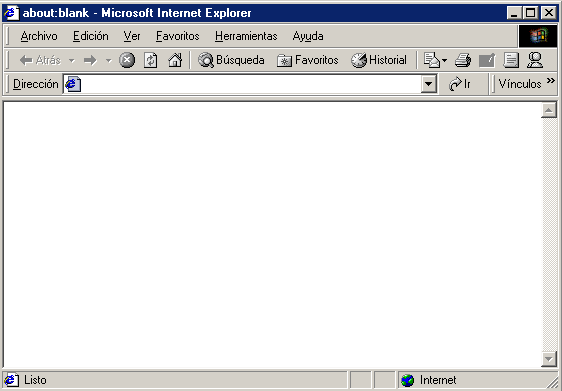 about:blank - Microsoft Internet Explorer
Archivo Edición Ver Favoritos Herramientas Ayuda
Atrás Búsqueda Favoritos Historial
Dirección Ir Vínculos »
Listo Internet